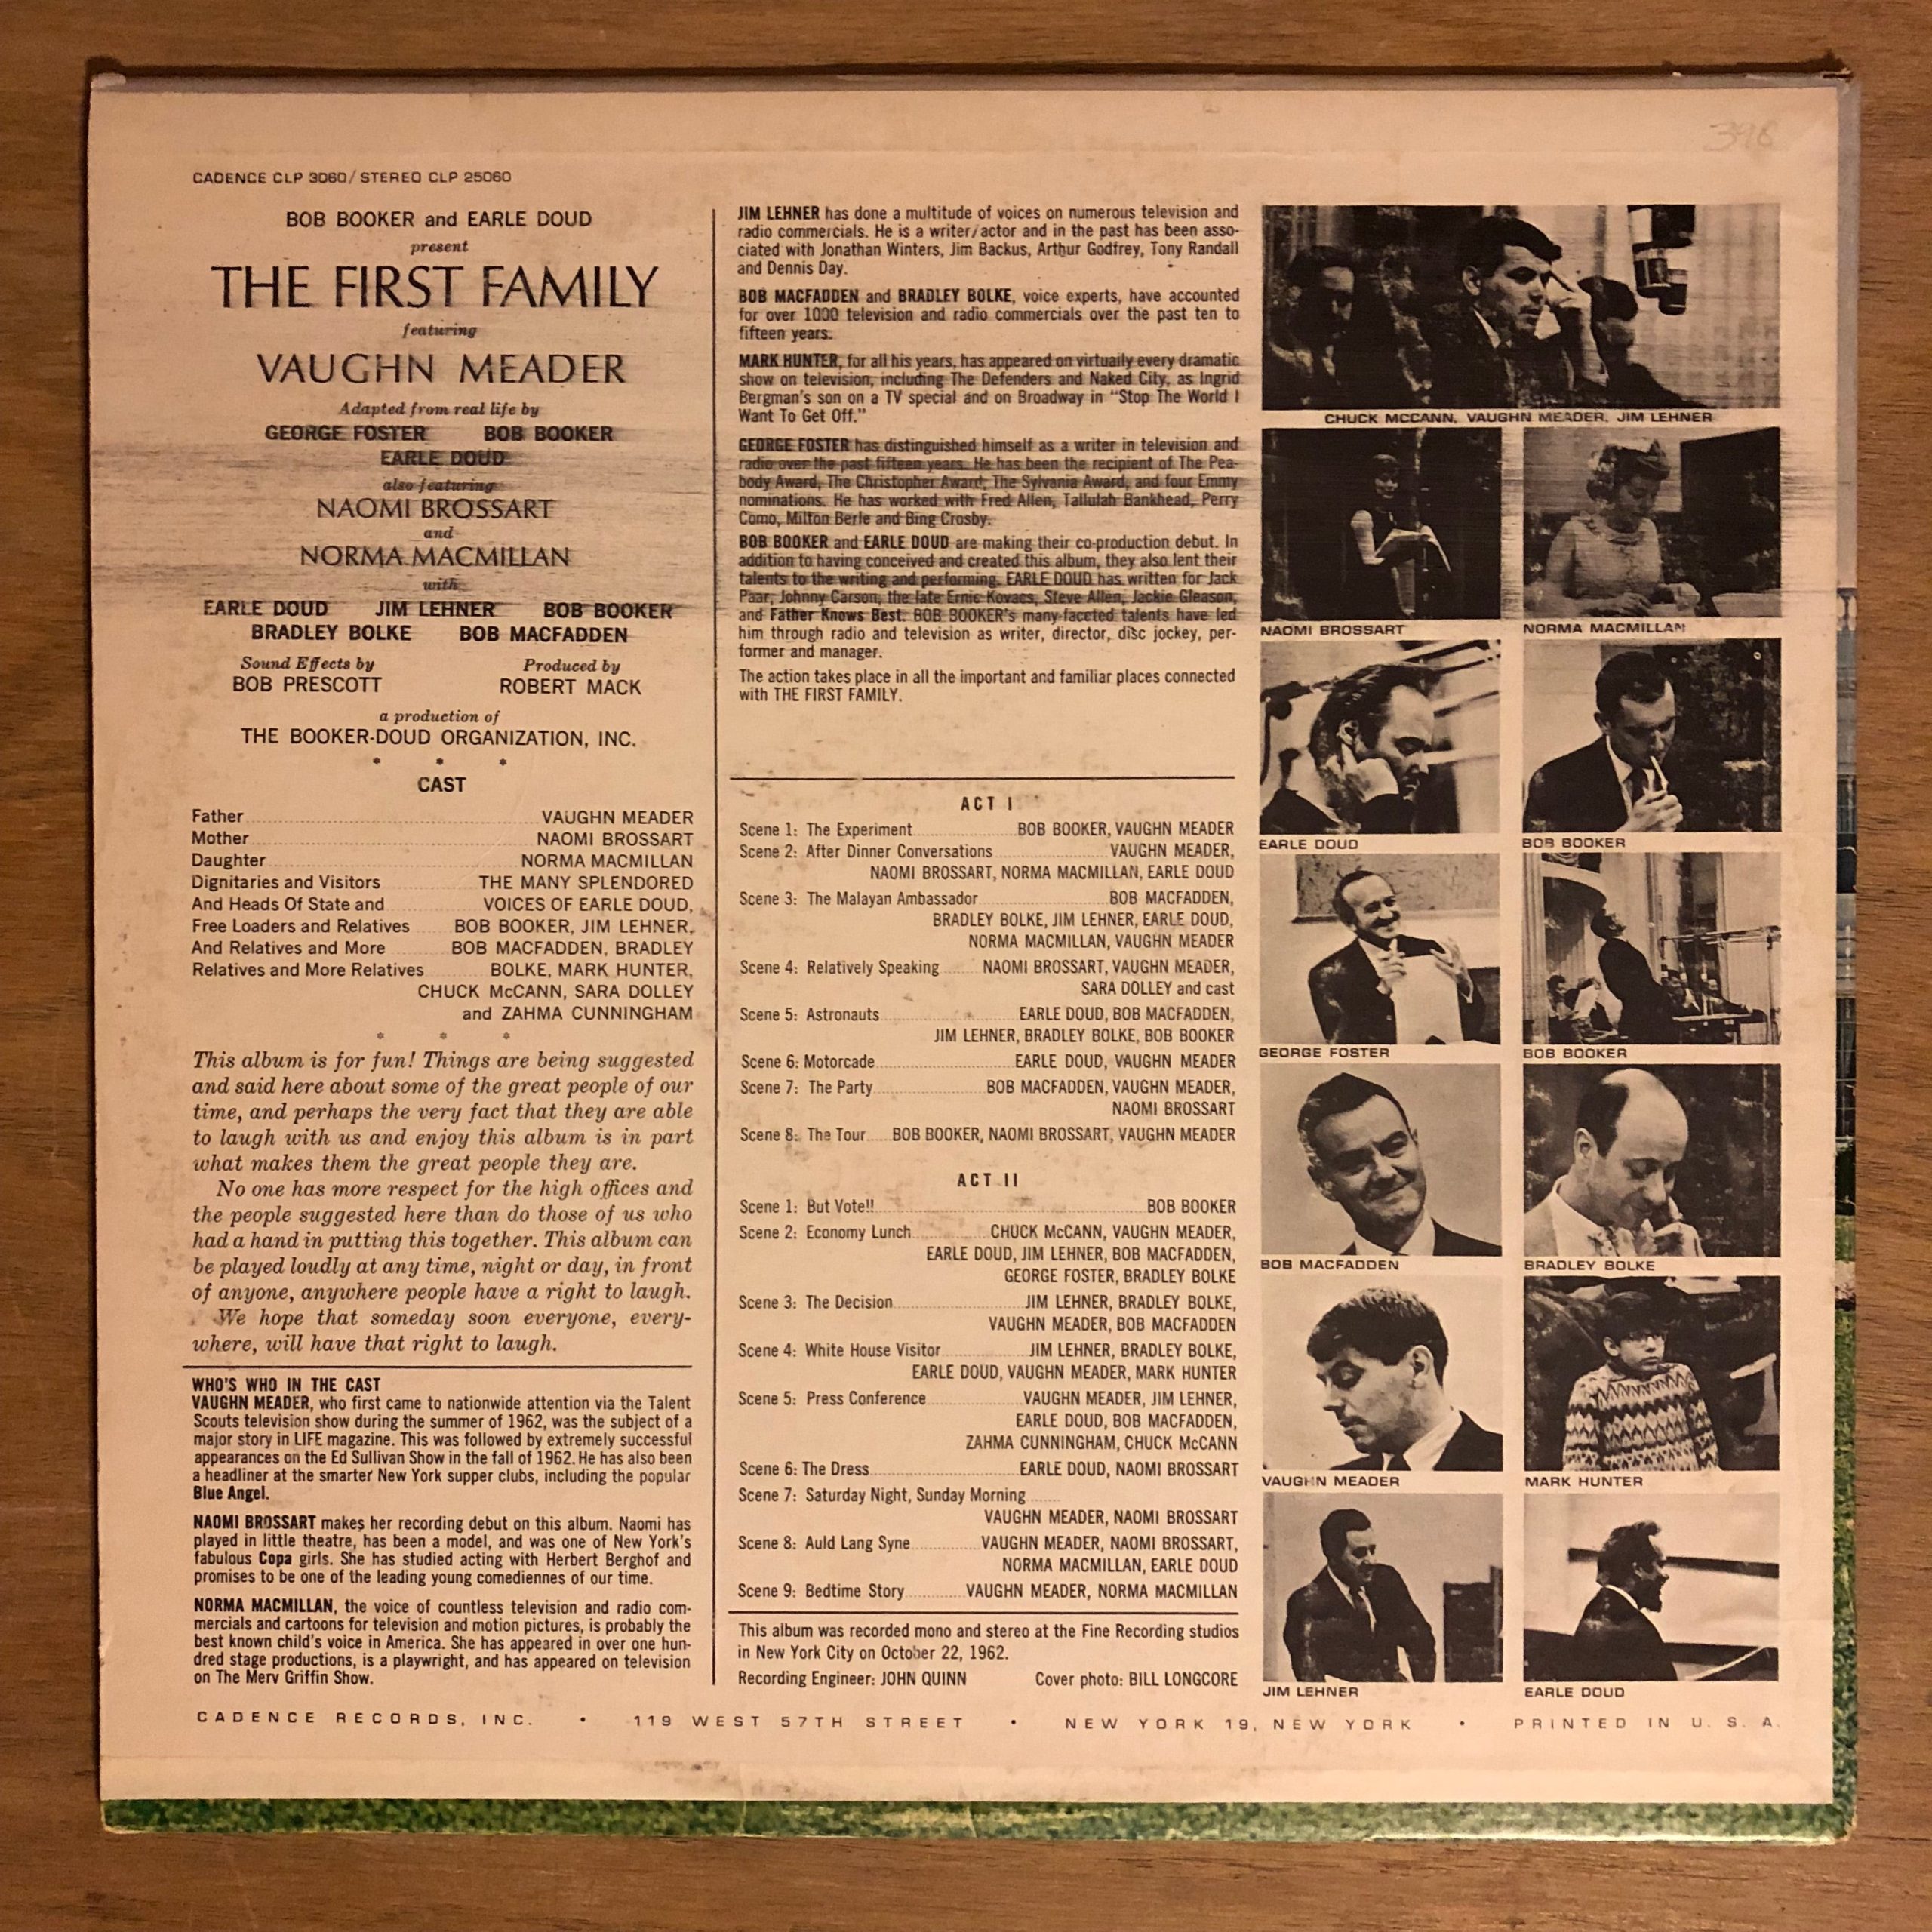 396
CADENCE CLP 3060/STEREO CLP 25060
BOB BOOKER and EARLE DOUD
present
THE FIRST FAMILY
featuring
VAUGHN MEADER
Adapted from real life by
GEORGE FOSTER BOB BOOKER
EARLE DOUD
also featuring
NAOMI BROSSART
and
NORMA MACMILLAN
with
EARLE DOUD JIM LEHNER BOB BOOKER
BRADLEY BOLKE BOB MACFADDEN
Sound Effects by Produced by
BOB PRESCOTT ROBERT MACK
a production of
THE BOOKER-DOUD ORGANIZATION, INC.
* * *
CAST
Father VAUGHN MEADER
Mother NAOMI BROSSART
Daughter NORMA MACMILLAN
Dignitaries and Visitors THE MANY SPLENDORED
And Heads Of State and VOICES OF EARLE DOUD,
Free Loaders and Relatives BOB BOOKER, JIM LEHNER,
And Relatives and More BOB MACFADDEN, BRADLEY
Relatives and More Relatives BOLKE, MARK HUNTER,
CHUCK McCANN, SARA DOLLEY
and ZAHMA CUNNINGHAM
* * *
This album is for fun! Things are being suggested
and said here about some of the great people of our
time, and perhaps the very fact that they are able
to laugh with us and enjoy this album is in part
what makes them the great people they are.
No one has more respect for the high offices and
the people suggested here than do those of us who
had a hand in putting this together. This album can
be played loudly at any time, night or day, in front
of anyone, anywhere people have a right to laugh.
We hope that someday soon everyone, every-
where, will have that right to laugh.
WHO'S WHO IN THE CAST
VAUGHN MEADER, who first came to nationwide attention via the Talent
Scouts television show during the summer of 1962, was the subject of a
major story in LIFE magazine. This was followed by extremely successful
appearances on the Ed Sullivan Show in the fall of 1962. He has also been
a headliner at the smarter New York supper clubs, including the popular
Blue Angel.
NAOMI BROSSART makes her recording debut on this album. Naomi has
played in little theatre, has been a model, and was one of New York's
fabulous Copa girls. She has studied acting with Herbert Berghof and
promises to be one of the leading young comediennes of our time.
NORMA MACMILLAN, the voice of countless television and radio com-
mercials and cartoons for television and motion pictures, is probably the
best known child's voice in America. She has appeared in over one hun-
dred stage productions, is a playwright, and has appeared on television
on The Merv Griffin Show.
JIM LEHNER has done a multitude of voices on numerous television and
radio commercials. He is a writer/actor and in the past has been asso-
ciated with Jonathan Winters, Jim Backus, Arthur Godfrey, Tony Randall
and Dennis Day.
BOB MACFADDEN and BRADLEY BOLKE, voice experts, have accounted
for over 1000 television and radio commercials over the past ten to
fifteen years.
MARK HUNTER, for all his years, has appeared on virtually every dramatic
show on television, including The Defenders and Naked City, as Ingrid
Bergman's son on a TV special and on Broadway in "Stop The World I
Want To Get Off."
GEORGE FOSTER has distinguished himself as a writer in television and
radio over the past fifteen years. He has been the recipient of The Pea-
body Award, The Christopher Award, The Sylvania Award, and four Emmy
nominations. He has worked with Fred Allen, Tallulah Bankhead, Perry
Como, Milton Berle and Bing Crosby.
BOB BOOKER and EARLE DOUD are making their co-production debut. In
addition to having conceived and created this album, they also lent their
talents to the writing and performing. EARLE DOUD has written for Jack
Paar, Johnny Carson, the late Ernie Kovacs, Steve Allen, Jackie Gleason,
and Father Knows Best. BOB BOOKER's many-faceted talents have led
him through radio and television as writer, director, disc jockey, per-
former and manager.
The action takes place in all the important and familiar places connected
with THE FIRST FAMILY.
ACT I
Scene 1: The Experiment BOB BOOKER, VAUGHN MEADER
Scene 2: After Dinner Conversations VAUGHN MEADER,
NAOMI BROSSART, NORMA MACMILLAN, EARLE DOUD
Scene 3: The Malayan Ambassador BOB MACFADDEN,
BRADLEY BOLKE, JIM LEHNER, EARLE DOUD,
NORMA MACMILLAN, VAUGHN MEADER
Scene 4: Relatively Speaking NAOMI BROSSART, VAUGHN MEADER,
SARA DOLLEY and cast
Scene 5: Astronauts EARLE DOUD, BOB MACFADDEN,
JIM LEHNER, BRADLEY BOLKE, BOB BOOKER
Scene 6: Motorcade EARLE DOUD, VAUGHN MEADER
Scene 7: The Party BOB MACFADDEN, VAUGHN MEADER,
NAOMI BROSSART
Scene 8: The Tour BOB BOOKER, NAOMI BROSSART, VAUGHN MEADER
ACT II
Scene 1: But Vote!! BOB BOOKER
Scene 2: Economy Lunch CHUCK McCANN, VAUGHN MEADER,
EARLE DOUD, JIM LEHNER, BOB MACFADDEN,
GEORGE FOSTER, BRADLEY BOLKE
Scene 3: The Decision JIM LEHNER, BRADLEY BOLKE,
VAUGHN MEADER, BOB MACFADDEN
Scene 4: White House Visitor JIM LEHNER, BRADLEY BOLKE,
EARLE DOUD, VAUGHN MEADER, MARK HUNTER
Scene 5: Press Conference VAUGHN MEADER, JIM LEHNER,
EARLE DOUD, BOB MACFADDEN,
ZAHMA CUNNINGHAM, CHUCK McCANN
Scene 6: The Dress EARLE DOUD, NAOMI BROSSART
Scene 7: Saturday Night, Sunday Morning
VAUGHN MEADER, NAOMI BROSSART
Scene 8: Auld Lang Syne VAUGHN MEADER, NAOMI BROSSART,
NORMA MACMILLAN, EARLE DOUD
Scene 9: Bedtime Story VAUGHN MEADER, NORMA MACMILLAN
This album was recorded mono and stereo at the Fine Recording studios
in New York City on October 22, 1962.
Recording Engineer: JOHN QUINN Cover photo: BILL LONGCORE
CHUCK MCCANN, VAUGHN MEADER, JIM LEHNER
NAOMI BROSSART NORMA MACMILLAN
EARLE DOUD BOB BOOKER
GEORGE FOSTER BOB BOOKER
BOB MACFADDEN BRADLEY BOLKE
VAUGHN MEADER MARK HUNTER
JIM LEHNER EARLE DOUD
CADENCE RECORDS, INC. • 119 WEST 57TH STREET • NEW YORK 19, NEW YORK • PRINTED IN U. S. A.